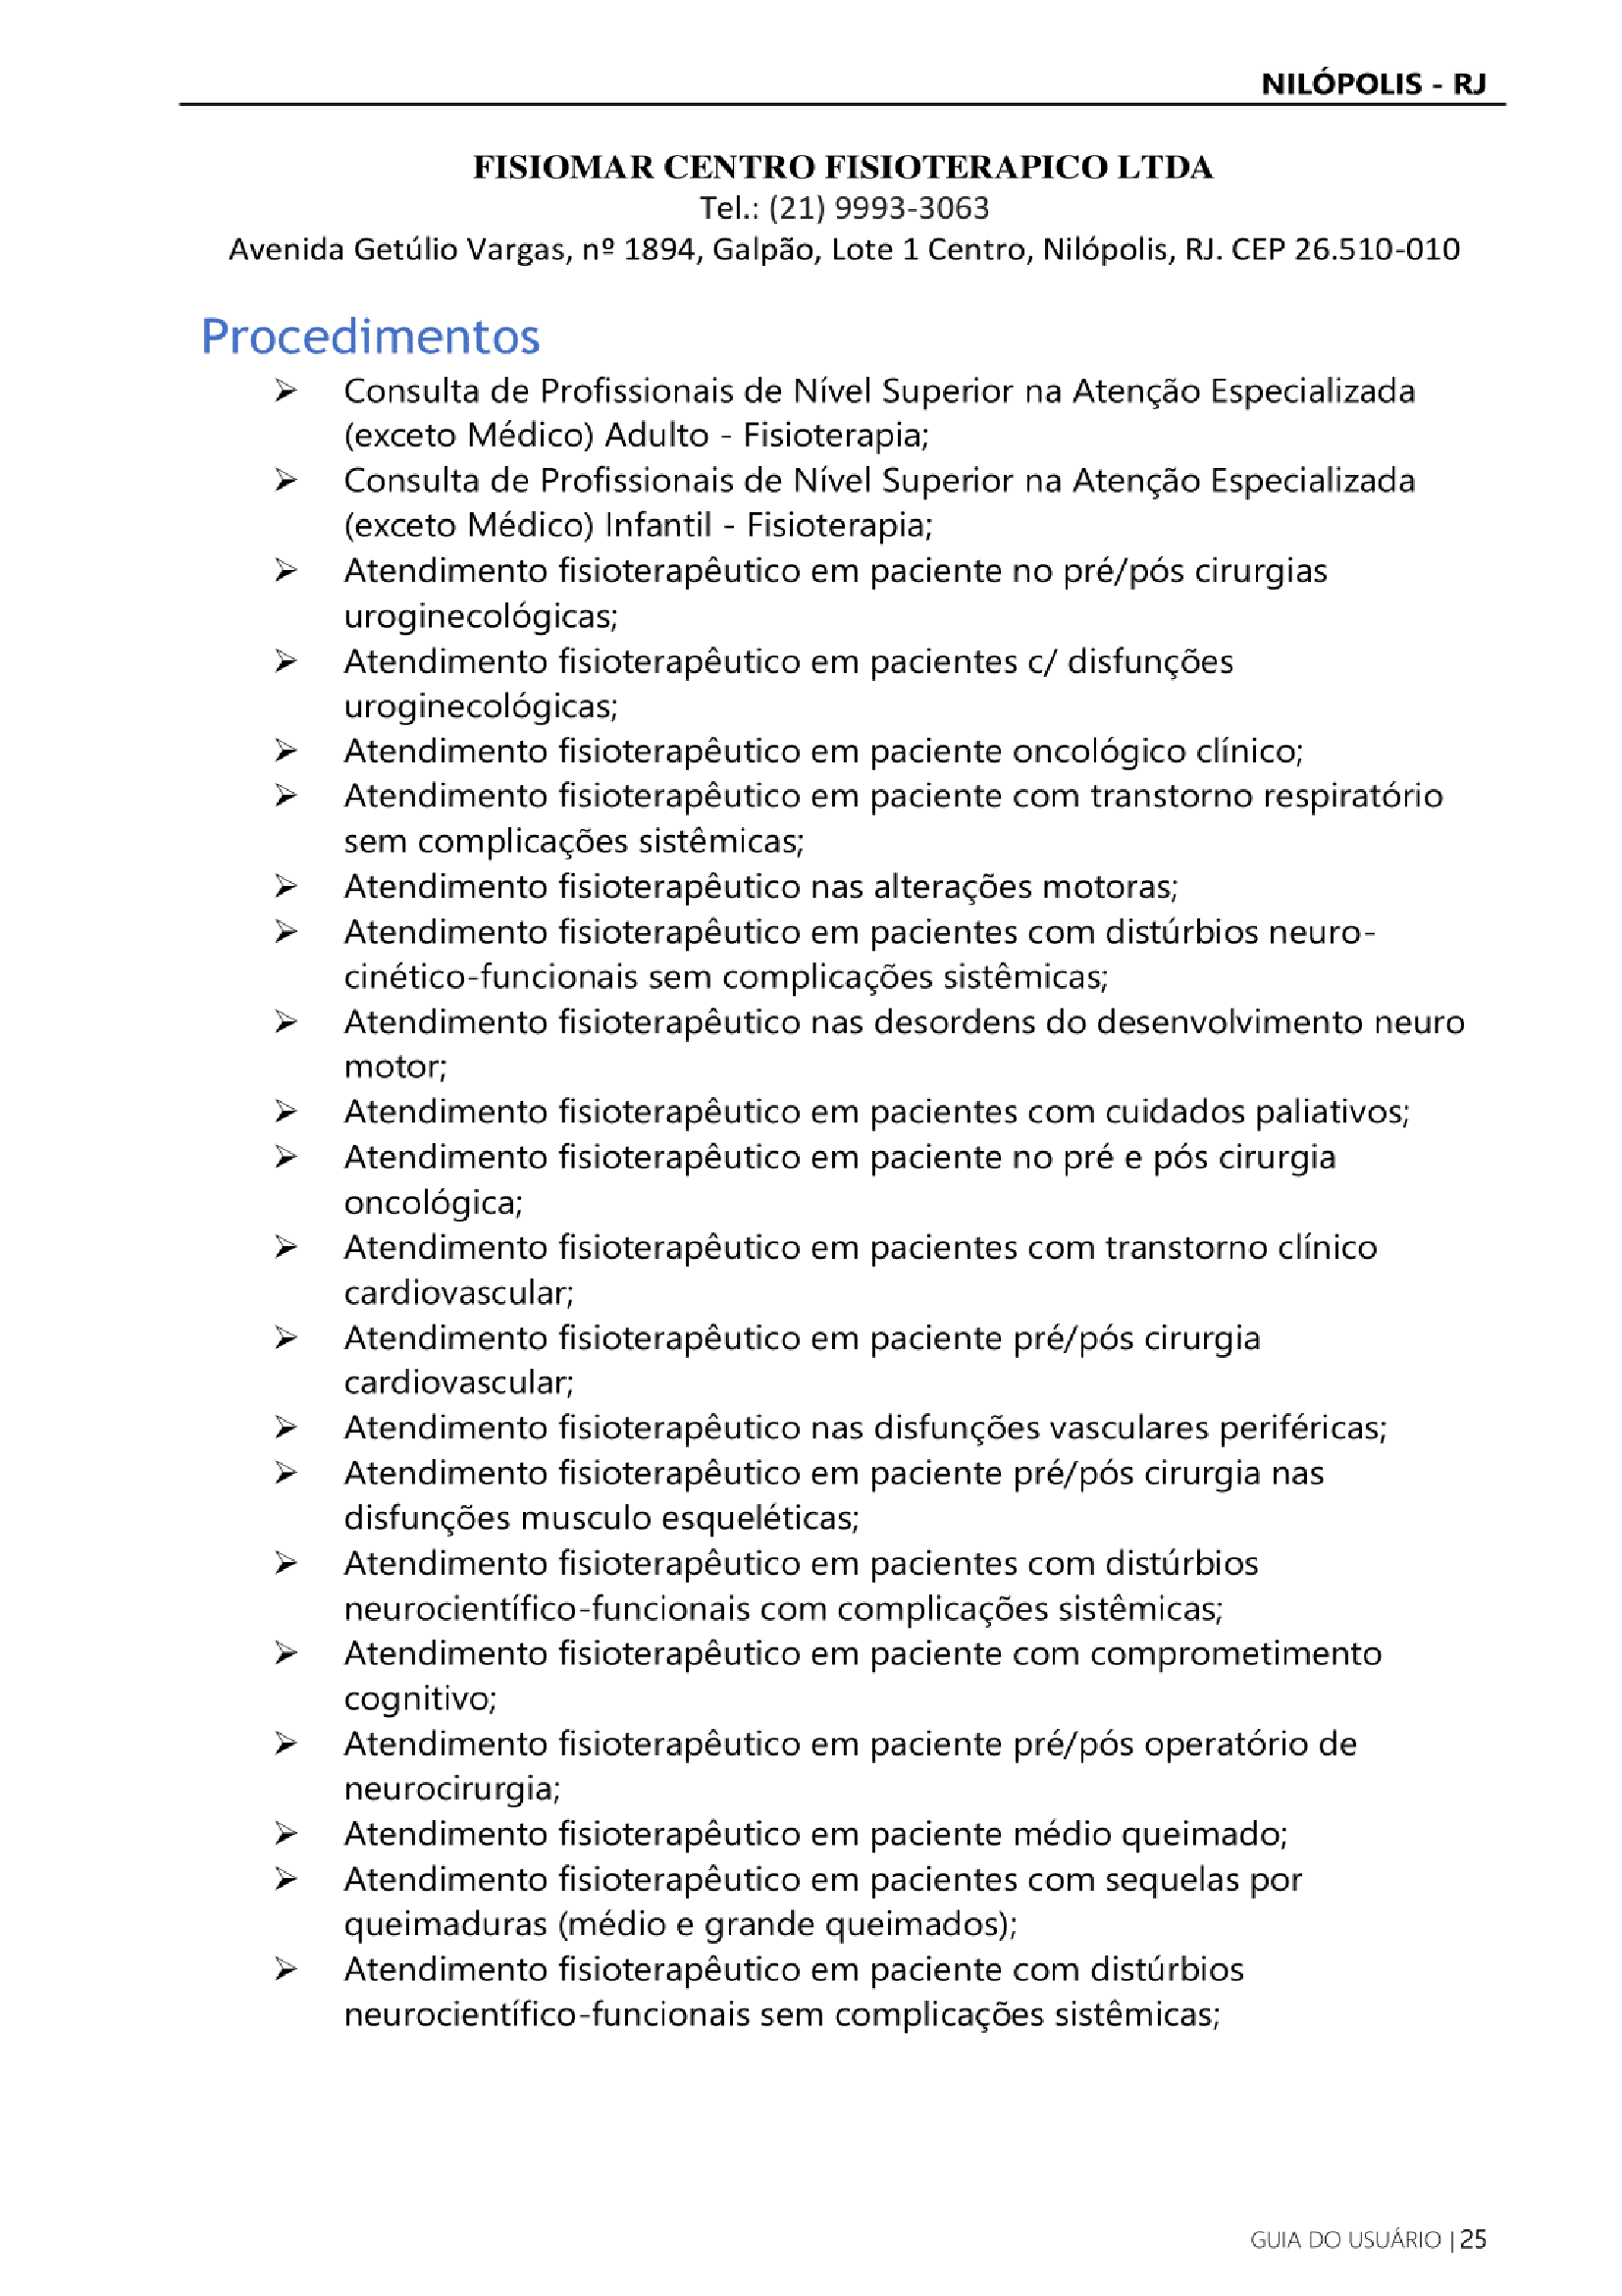 NILÓPOLIS - RJ
FISIOMAR CENTRO FISIOTERAPICO LTDA
Tel.: (21) 9993-3063
Avenida Getúlio Vargas, nº 1894, Galpão, Lote 1 Centro, Nilópolis, RJ. CEP 26.510-010
Procedimentos
➢ Consulta de Profissionais de Nível Superior na Atenção Especializada
(exceto Médico) Adulto - Fisioterapia;
➢ Consulta de Profissionais de Nível Superior na Atenção Especializada
(exceto Médico) Infantil - Fisioterapia;
➢ Atendimento fisioterapêutico em paciente no pré/pós cirurgias
uroginecológicas;
➢ Atendimento fisioterapêutico em pacientes c/ disfunções
uroginecológicas;
➢ Atendimento fisioterapêutico em paciente oncológico clínico;
➢ Atendimento fisioterapêutico em paciente com transtorno respiratório
sem complicações sistêmicas;
➢ Atendimento fisioterapêutico nas alterações motoras;
➢ Atendimento fisioterapêutico em pacientes com distúrbios neuro-
cinético-funcionais sem complicações sistêmicas;
➢ Atendimento fisioterapêutico nas desordens do desenvolvimento neuro
motor;
➢ Atendimento fisioterapêutico em pacientes com cuidados paliativos;
➢ Atendimento fisioterapêutico em paciente no pré e pós cirurgia
oncológica;
➢ Atendimento fisioterapêutico em pacientes com transtorno clínico
cardiovascular;
➢ Atendimento fisioterapêutico em paciente pré/pós cirurgia
cardiovascular;
➢ Atendimento fisioterapêutico nas disfunções vasculares periféricas;
➢ Atendimento fisioterapêutico em paciente pré/pós cirurgia nas
disfunções musculo esqueléticas;
➢ Atendimento fisioterapêutico em pacientes com distúrbios
neurocientífico-funcionais com complicações sistêmicas;
➢ Atendimento fisioterapêutico em paciente com comprometimento
cognitivo;
➢ Atendimento fisioterapêutico em paciente pré/pós operatório de
neurocirurgia;
➢ Atendimento fisioterapêutico em paciente médio queimado;
➢ Atendimento fisioterapêutico em pacientes com sequelas por
queimaduras (médio e grande queimados);
➢ Atendimento fisioterapêutico em paciente com distúrbios
neurocientífico-funcionais sem complicações sistêmicas;
GUIA DO USUÁRIO | 25